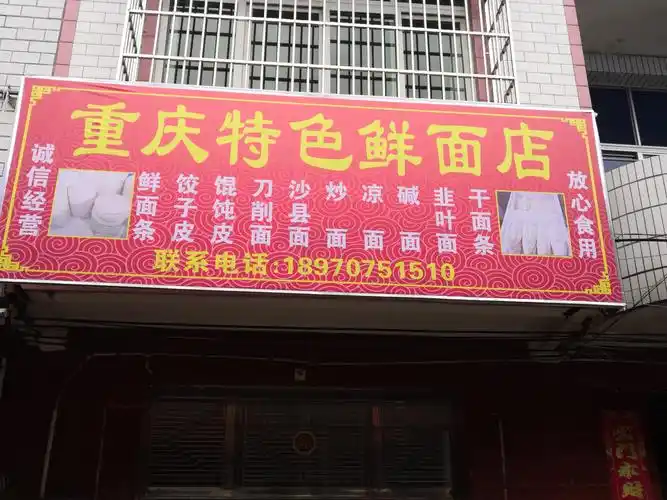 重庆特色鲜面店
诚信经营
鲜面条
饺子皮
馄饨皮
刀削面
沙县面
炒面
凉面
碱面
韭叶面
干面条
放心食用
联系电话:18970751510